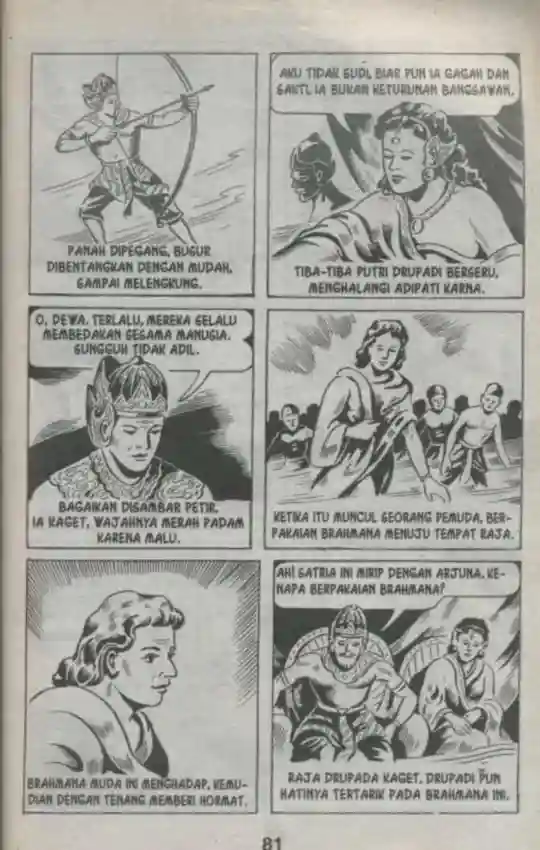 PANAH DIPEGANG, BUSUR
DIBENTANGKAN DENGAN MUDAH,
SAMPAI MELENGKUNG.
AKU TIDAK SUDI, BIAR PUN IA GAGAH DAN
SAKTI, IA BUKAN KETURUNAN BANGSAWAN.
TIBA-TIBA PUTRI DRUPADI BERSERU,
MENGHALANGI ADIPATI KARNA.
O, DEWA. TERLALU, MEREKA SELALU
MEMBEDAKAN SESAMA MANUSIA.
SUNGGUH TIDAK ADIL.
BAGAIKAN DISAMBAR PETIR,
IA KAGET, WAJAHNYA MERAH PADAM
KARENA MALU.
KETIKA ITU MUNCUL SEORANG PEMUDA, BER-
PAKAIAN BRAHMANA MENUJU TEMPAT RAJA.
BRAHMANA MUDA INI MENGHADAP, KEMU-
DIAN DENGAN TENANG MEMBERI HORMAT.
AH! SATRIA INI MIRIP DENGAN ARJUNA. KE-
NAPA BERPAKAIAN BRAHMANA?
RAJA DRUPADA KAGET. DRUPADI PUN
HATINYA TERTARIK PADA BRAHMANA INI.
81